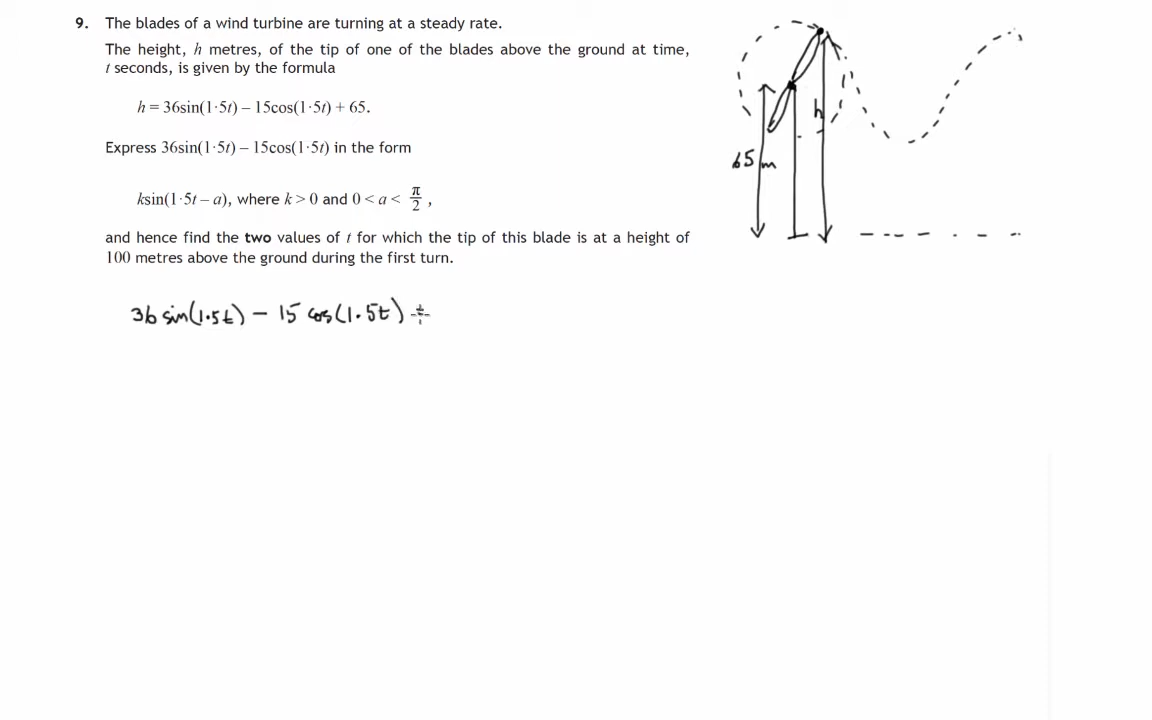 9. The blades of a wind turbine are turning at a steady rate.
The height, h metres, of the tip of one of the blades above the ground at time,
t seconds, is given by the formula
h = 36sin(1·5t) – 15cos(1·5t) + 65.
Express 36sin(1·5t) – 15cos(1·5t) in the form
ksin(1·5t – a), where k > 0 and 0 < a < π/2 ,
and hence find the two values of t for which the tip of this blade is at a height of
100 metres above the ground during the first turn.
h
65 m
36 sin(1.5t) – 15 cos(1.5t)